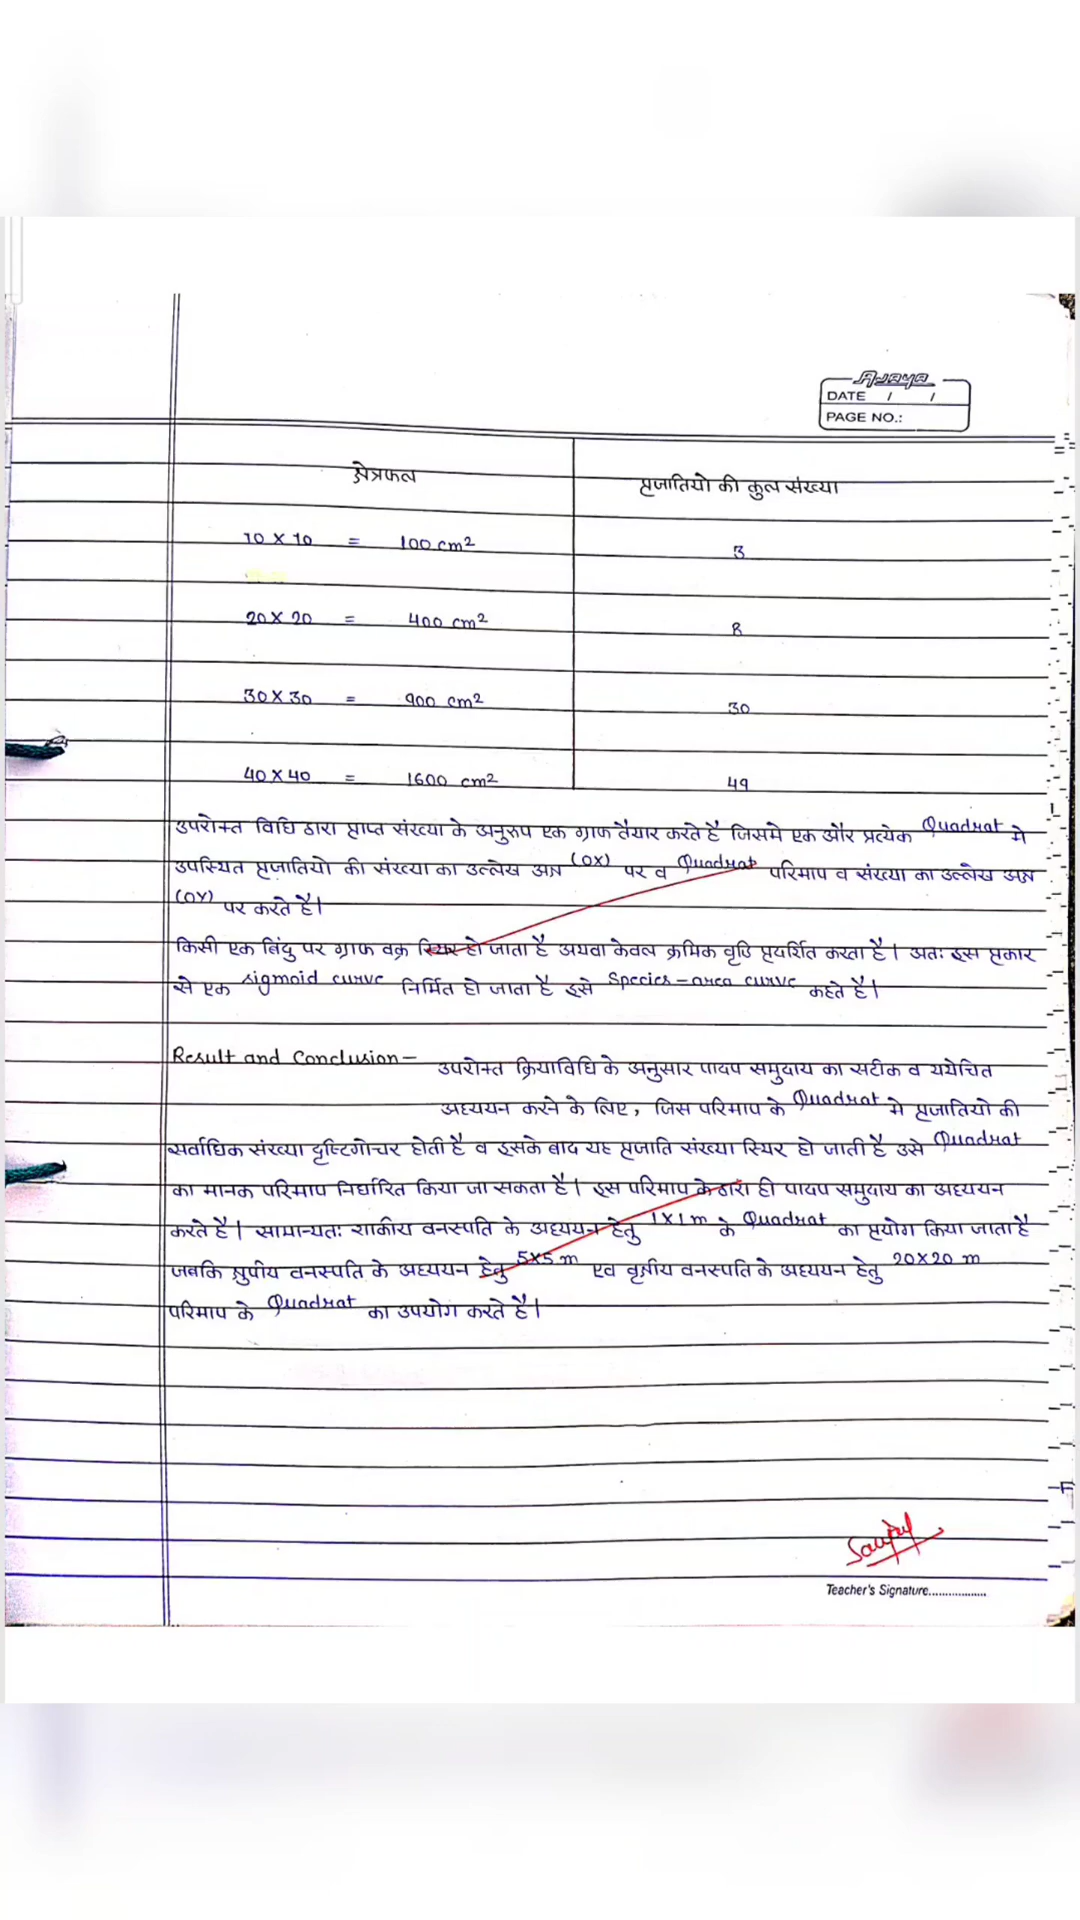 Ajaya
DATE / /
PAGE NO.:
क्षेत्रफल प्रजातियो की कुल संख्या
10 X 10 = 100 cm² 3
20 X 20 = 400 cm² 8
30 X 30 = 900 cm² 30
40 X 40 = 1600 cm² 49
उपरोक्त विधि द्वारा प्राप्त संख्या के अनुरुप एक ग्राफ तैयार करते है जिसमे एक और प्रत्येक Quadrat मे
उपस्थित प्रजातियो की संख्या का उल्लेख अक्ष (OX) पर व Quadrat परिमाप व संख्या का उल्लेख अक्ष
(OY) पर करते है।
किसी एक बिंदु पर ग्राफ वक्र स्थिर हो जाता है अथवा केवल क्रमिक वृद्धि प्रदर्शित करता है। अतः इस प्रकार
से एक sigmoid curve निर्मित हो जाता है इसे Species-area curve कहते है।
Result and Conclusion - उपरोक्त क्रियाविधि के अनुसार पादप समुदाय का सटीक व यथेचित
अध्ययन करने के लिए, जिस परिमाप के Quadrat मे प्रजातियो की
सर्वाधिक संख्या दृष्टिगोचर होती है व इसके बाद यह प्रजाति संख्या स्थिर हो जाती है उसे Quadrat
का मानक परिमाप निर्धारित किया जा सकता है। इस परिमाप के द्वारा ही पादप समुदाय का अध्ययन
करते है। सामान्यतः शाकीय वनस्पति के अध्ययन हेतु 1X1 m के Quadrat का प्रयोग किया जाता है
जबकि क्षुपीय वनस्पति के अध्ययन हेतु 5X5 m एव वृक्षीय वनस्पति के अध्ययन हेतु 20X20 m
परिमाप के Quadrat का उपयोग करते है।
Teacher's Signature..................